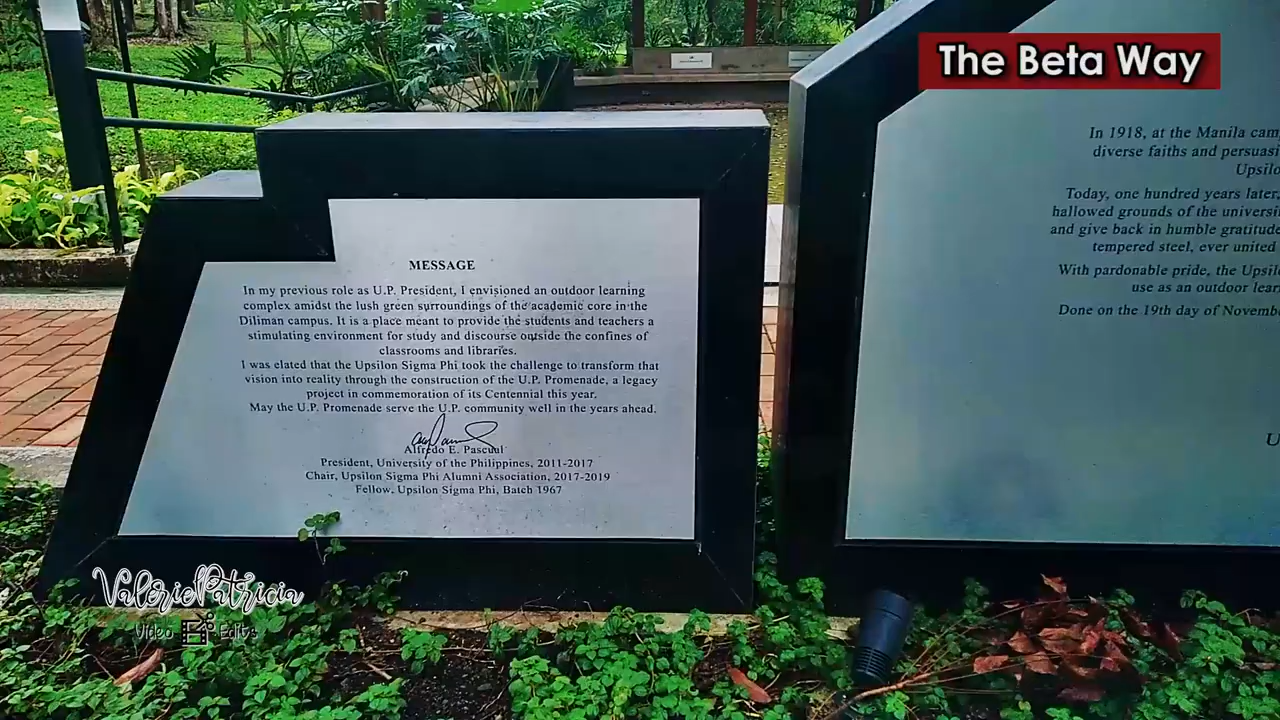 The Beta Way
MESSAGE
In my previous role as U.P. President, I envisioned an outdoor learning
complex amidst the lush green surroundings of the academic core in the
Diliman campus. It is a place meant to provide the students and teachers a
stimulating environment for study and discourse outside the confines of
classrooms and libraries.
I was elated that the Upsilon Sigma Phi took the challenge to transform that
vision into reality through the construction of the U.P. Promenade, a legacy
project in commemoration of its Centennial this year.
May the U.P. Promenade serve the U.P. community well in the years ahead.
Alfredo E. Pascual
President, University of the Philippines, 2011-2017
Chair, Upsilon Sigma Phi Alumni Association, 2017-2019
Fellow, Upsilon Sigma Phi, Batch 1967
In 1918, at the Manila cam
diverse faiths and persuasi
Upsilo
Today, one hundred years later,
hallowed grounds of the universi
and give back in humble gratitude
tempered steel, ever united
With pardonable pride, the Upsil
use as an outdoor lear
Done on the 19th day of Novemb
U
ValeriePatricia
Video Edits